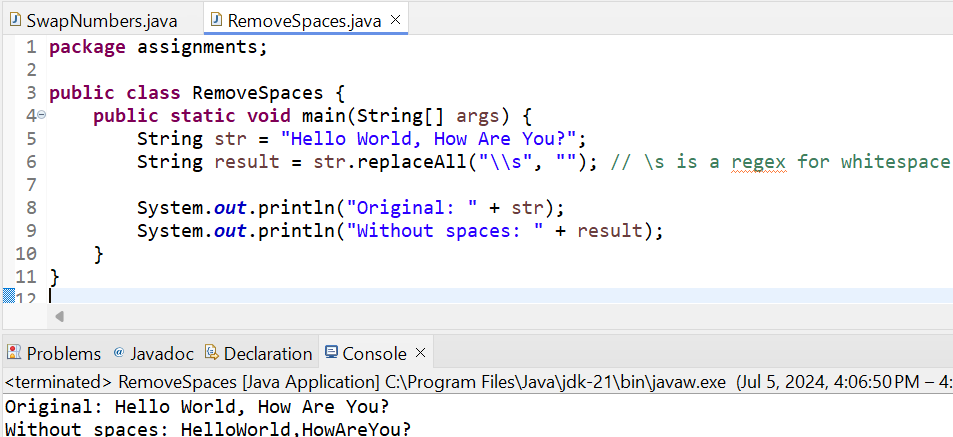 SwapNumbers.java RemoveSpaces.java
1 package assignments;
2
3 public class RemoveSpaces {
4 public static void main(String[] args) {
5 String str = "Hello World, How Are You?";
6 String result = str.replaceAll("\\s", ""); // \s is a regex for whitespace
7
8 System.out.println("Original: " + str);
9 System.out.println("Without spaces: " + result);
10 }
11 }
12
Problems @ Javadoc Declaration Console
<terminated> RemoveSpaces [Java Application] C:\Program Files\Java\jdk-21\bin\javaw.exe (Jul 5, 2024, 4:06:50 PM – 4:
Original: Hello World, How Are You?
Without spaces: HelloWorld,HowAreYou?